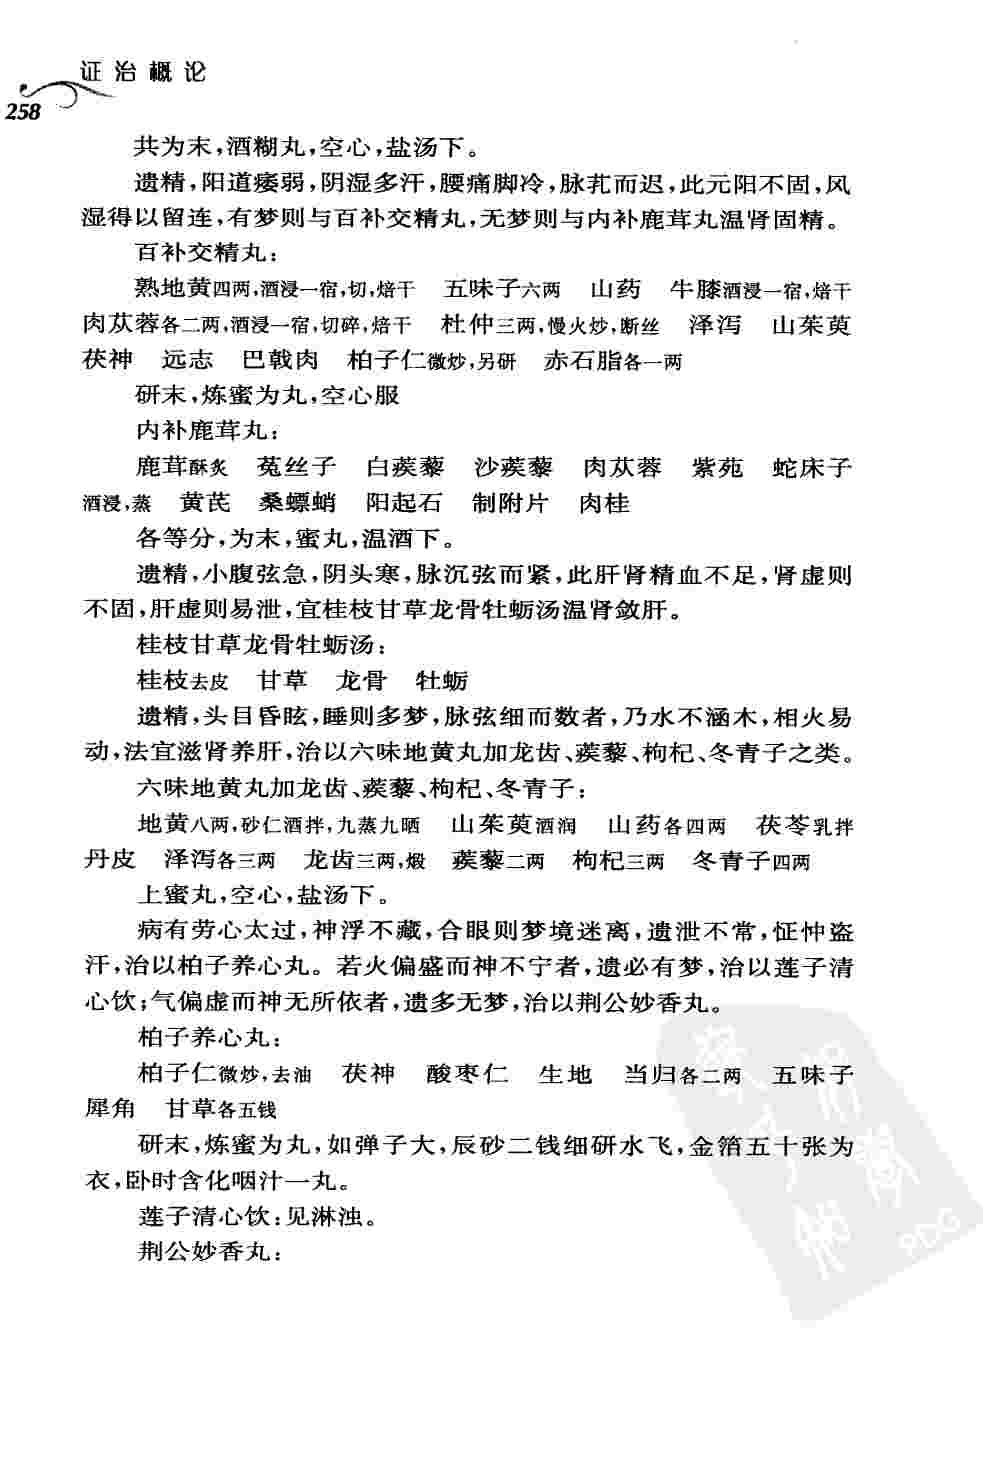 证治概论
258
共为末,酒糊丸,空心,盐汤下。
遗精,阳道痿弱,阴湿多汗,腰痛脚冷,脉芤而迟,此元阳不固,风
湿得以留连,有梦则与百补交精丸,无梦则与内补鹿茸丸温肾固精。
百补交精丸:
熟地黄四两,酒浸一宿,切,焙干　五味子六两　山药　牛膝酒浸一宿,焙干
肉苁蓉各二两,酒浸一宿,切碎,焙干　杜仲三两,慢火炒,断丝　泽泻　山茱萸
茯神　远志　巴戟肉　柏子仁微炒,另研　赤石脂各一两
研末,炼蜜为丸,空心服
内补鹿茸丸:
鹿茸酥炙　菟丝子　白蒺藜　沙蒺藜　肉苁蓉　紫菀　蛇床子
酒浸,蒸　黄芪　桑螵蛸　阳起石　制附片　肉桂
各等分,为末,蜜丸,温酒下。
遗精,小腹弦急,阴头寒,脉沉弦而紧,此肝肾精血不足,肾虚则
不固,肝虚则易泄,宜桂枝甘草龙骨牡蛎汤温肾敛肝。
桂枝甘草龙骨牡蛎汤:
桂枝去皮　甘草　龙骨　牡蛎
遗精,头目昏眩,睡则多梦,脉弦细而数者,乃水不涵木,相火易
动,法宜滋肾养肝,治以六味地黄丸加龙齿、蒺藜、枸杞、冬青子之类。
六味地黄丸加龙齿、蒺藜、枸杞、冬青子:
地黄八两,砂仁酒拌,九蒸九晒　山茱萸酒润　山药各四两　茯苓乳拌
丹皮　泽泻各三两　龙齿三两,煅　蒺藜二两　枸杞三两　冬青子四两
上蜜丸,空心,盐汤下。
病有劳心太过,神浮不藏,合眼则梦境迷离,遗泄不常,怔忡盗
汗,治以柏子养心丸。若火偏盛而神不宁者,遗必有梦,治以莲子清
心饮;气偏虚而神无所依者,遗多无梦,治以荆公妙香丸。
柏子养心丸:
柏子仁微炒,去油　茯神　酸枣仁　生地　当归各二两　五味子
犀角　甘草各五钱
研末,炼蜜为丸,如弹子大,辰砂二钱细研水飞,金箔五十张为
衣,卧时含化咽汁一丸。
莲子清心饮:见淋浊。
荆公妙香丸:
PDG